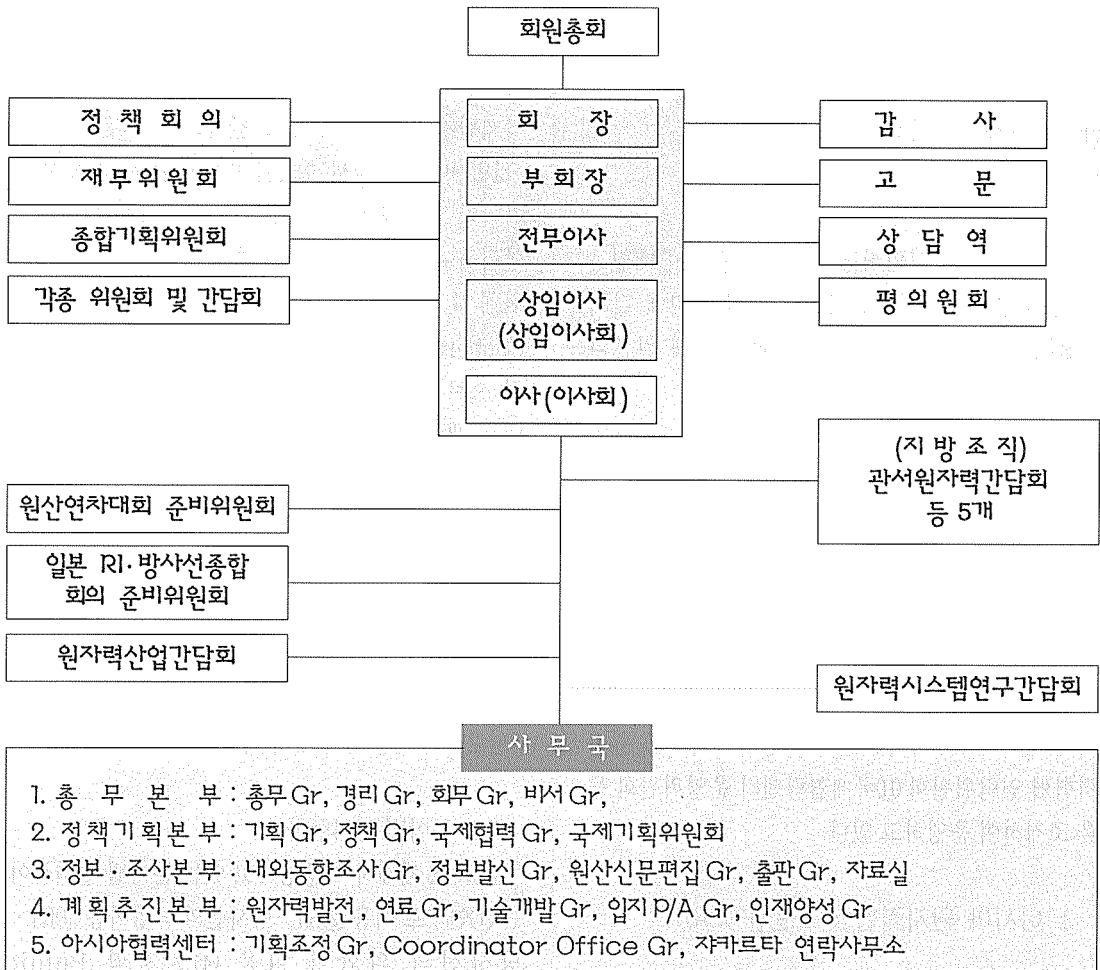 회원총회
정 책 회 의
재무위원회
종합기획위원회
각종 위원회 및 간담회
회 장
부회장
전무이사
상임이사
(상임이사회)
이사(이사회)
감 사
고 문
상 담 역
평의원회
(지 방 조 직)
관서원자력간담회
등 5개
원산연차대회 준비위원회
일본 RI·방사선종합
회의 준비위원회
원자력산업간담회
원자력시스템연구간담회
사 무 국
1. 총 무 본 부 : 총무 Gr, 경리 Gr, 회무 Gr, 비서 Gr,
2. 정책기획본부 : 기획 Gr, 정책 Gr, 국제협력 Gr, 국제기획위원회
3. 정보·조사본부 : 내외동향조사 Gr, 정보발신 Gr, 원산신문편집 Gr, 출판 Gr, 자료실
4. 계획추진본부 : 원자력발전, 연료 Gr, 기술개발 Gr, 입지 P/A Gr, 인재양성 Gr
5. 아시아협력센터 : 기획조정 Gr, Coordinator Office Gr, 쟈카르타 연락사무소